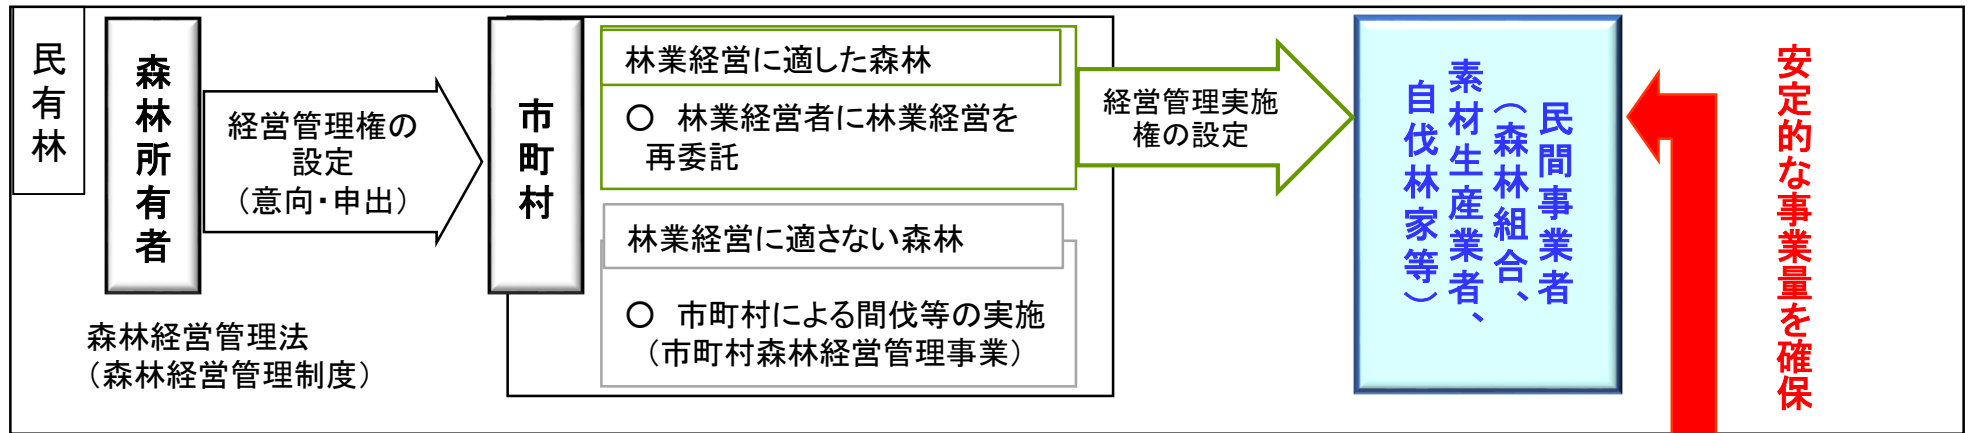 民有林
森林所有者
経営管理権の
設定
（意向・申出）
森林経営管理法
（森林経営管理制度）
市町村
林業経営に適した森林
○　林業経営者に林業経営を
再委託
林業経営に適さない森林
○　市町村による間伐等の実施
（市町村森林経営管理事業）
経営管理実施
権の設定
民間事業者
（森林組合、
素材生産業者、
自伐林家等）
安定的な事業量を確保